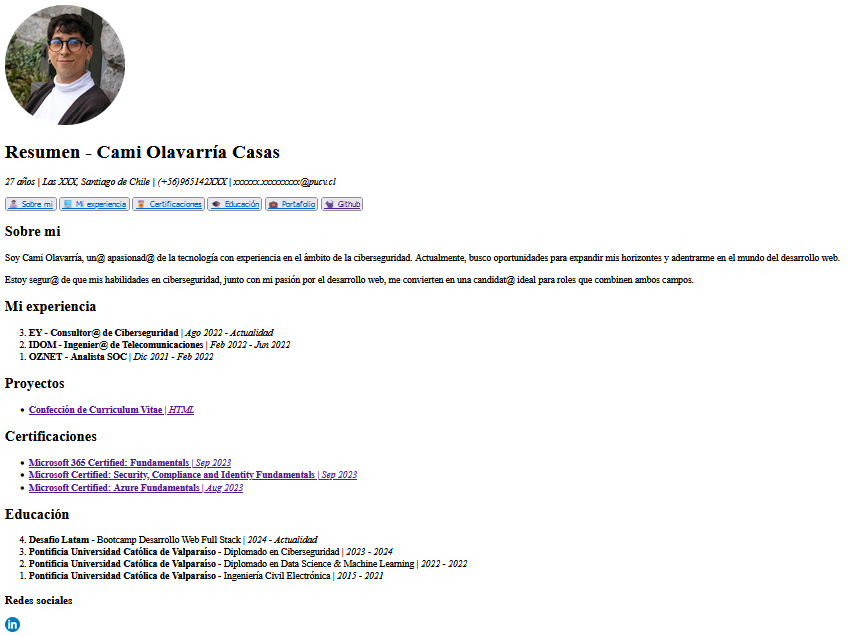 Resumen - Cami Olavarría Casas
27 años | Las XXX, Santiago de Chile | (+56)965142XXX | xxxxxx.xxxxxxxxx@pucv.cl
Sobre mi Mi experiencia Certificaciones Educación Portafolio Github
Sobre mi
Soy Cami Olavarría, un@ apasionad@ de la tecnología con experiencia en el ámbito de la ciberseguridad. Actualmente, busco oportunidades para expandir mis horizontes y adentrarme en el mundo del desarrollo web.
Estoy segur@ de que mis habilidades en ciberseguridad, junto con mi pasión por el desarrollo web, me convierten en una candidat@ ideal para roles que combinen ambos campos.
Mi experiencia
3. EY - Consultor@ de Ciberseguridad | Ago 2022 - Actualidad
2. IDOM - Ingenier@ de Telecomunicaciones | Feb 2022 - Jun 2022
1. OZNET - Analista SOC | Dic 2021 - Feb 2022
Proyectos
• Confección de Curriculum Vitae | HTML
Certificaciones
• Microsoft 365 Certified: Fundamentals | Sep 2023
• Microsoft Certified: Security, Compliance and Identity Fundamentals | Sep 2023
• Microsoft Certified: Azure Fundamentals | Aug 2023
Educación
4. Desafío Latam - Bootcamp Desarrollo Web Full Stack | 2024 - Actualidad
3. Pontificia Universidad Católica de Valparaíso - Diplomado en Ciberseguridad | 2023 - 2024
2. Pontificia Universidad Católica de Valparaíso - Diplomado en Data Science & Machine Learning | 2022 - 2022
1. Pontificia Universidad Católica de Valparaíso - Ingeniería Civil Electrónica | 2015 - 2021
Redes sociales
in